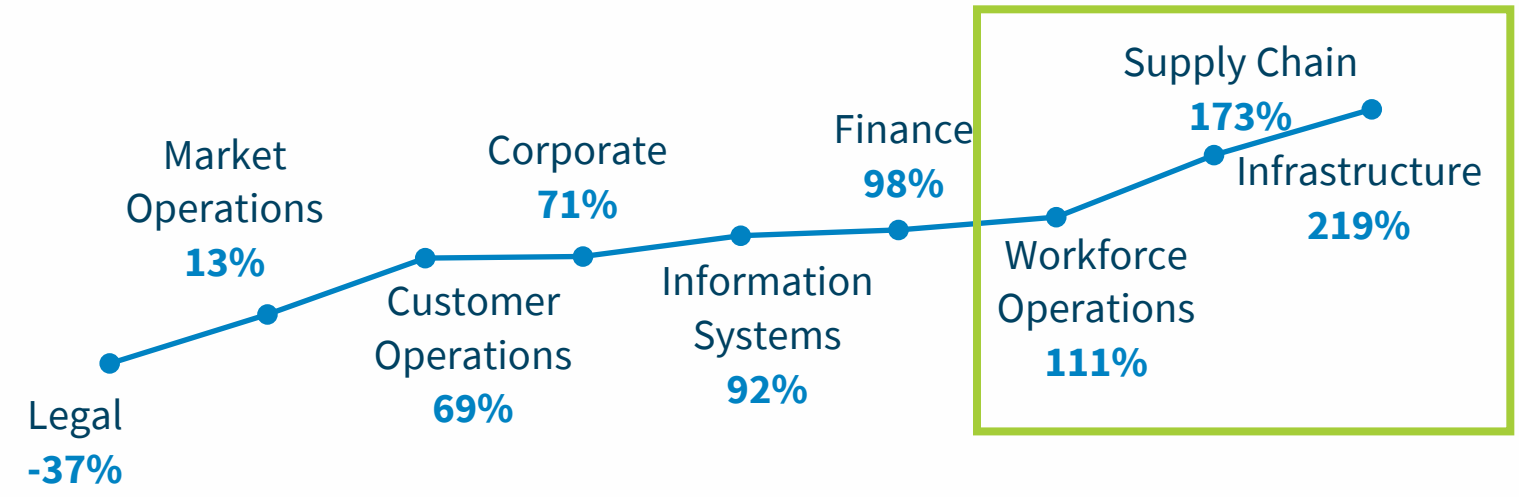 Legal
-37%
Market
Operations
13%
Customer
Operations
69%
Corporate
71%
Information
Systems
92%
Finance
98%
Workforce
Operations
111%
Supply Chain
173%
Infrastructure
219%